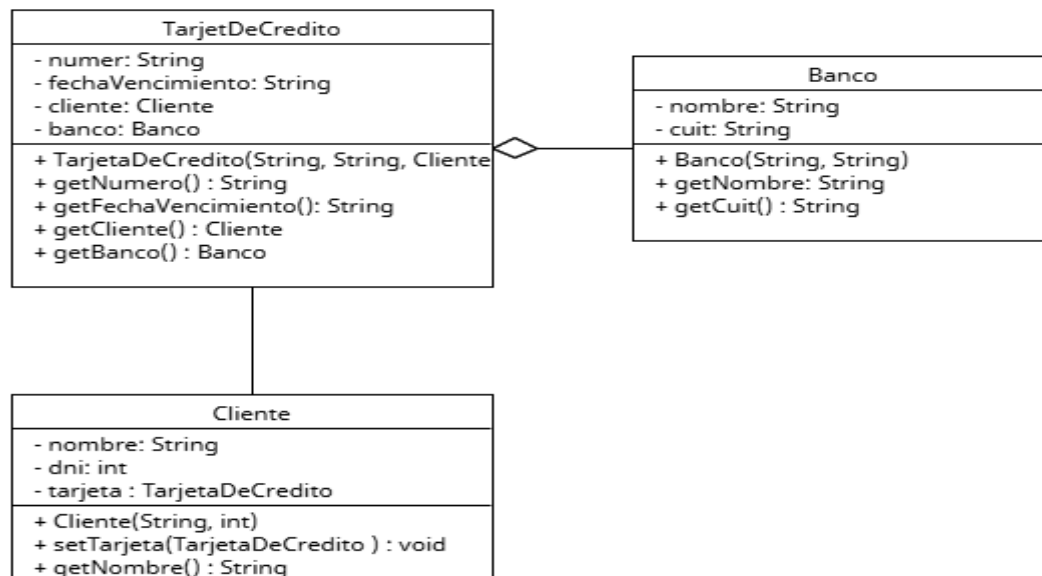 TarjetDeCredito
- numer: String
- fechaVencimiento: String
- cliente: Cliente
- banco: Banco
+ TarjetaDeCredito(String, String, Cliente
+ getNumero() : String
+ getFechaVencimiento(): String
+ getCliente() : Cliente
+ getBanco() : Banco
Banco
- nombre: String
- cuit: String
+ Banco(String, String)
+ getNombre: String
+ getCuit() : String
Cliente
- nombre: String
- dni: int
- tarjeta : TarjetaDeCredito
+ Cliente(String, int)
+ setTarjeta(TarjetaDeCredito ) : void
+ getNombre() : String